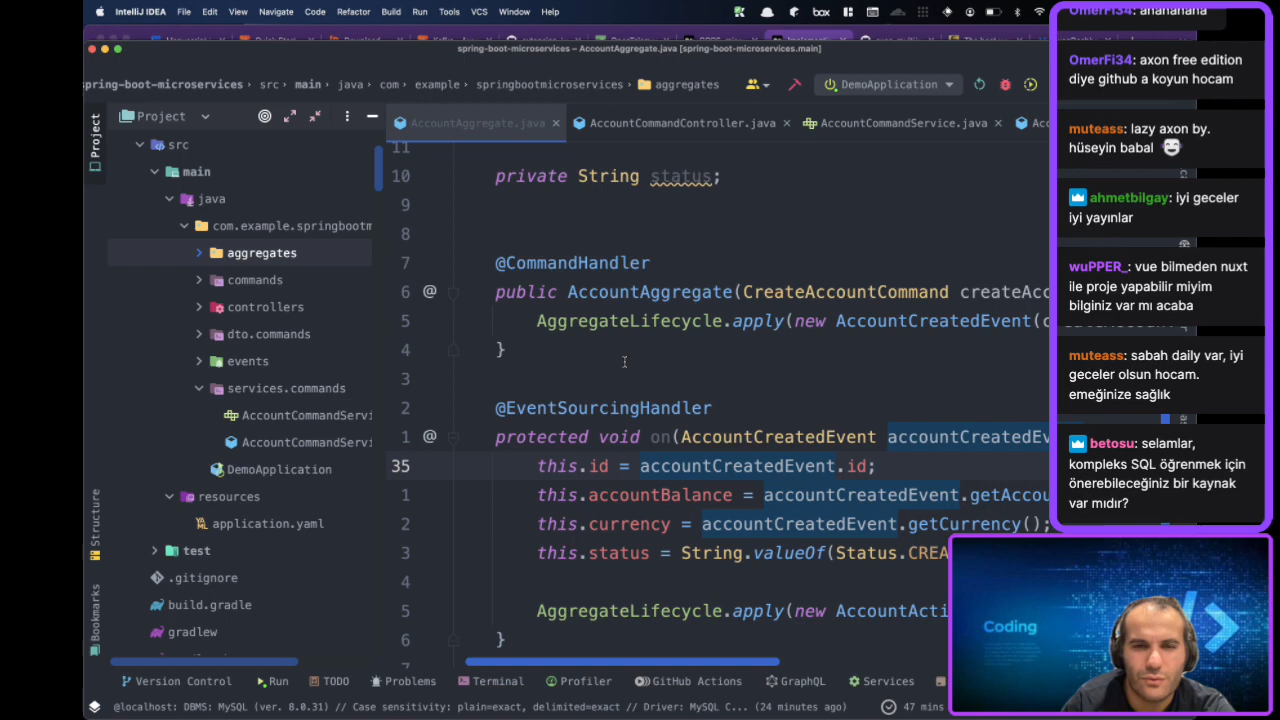 IntelliJ IDEA File Edit View Navigate Code Refactor Build Run Tools VCS Window Help
box
spring-boot-microservices – AccountAggregate.java [spring-boot-microservices.main]
spring-boot-microservices src main java com example springbootmicroservices aggregates
DemoApplication
Project
Project
AccountAggregate.java
AccountCommandController.java
AccountCommandService.java
Acc
src
main
java
com.example.springbootm
aggregates
commands
controllers
dto.commands
events
services.commands
AccountCommandServi
AccountCommandServi
DemoApplication
resources
application.yaml
test
.gitignore
build.gradle
gradlew
Structure
Bookmarks
11
10 private String status;
9
8
7 @CommandHandler
6 public AccountAggregate(CreateAccountCommand createAcc
5 AggregateLifecycle.apply(new AccountCreatedEvent(c
4 }
3
2 @EventSourcingHandler
1 protected void on(AccountCreatedEvent accountCreatedEv
35 this.id = accountCreatedEvent.id;
1 this.accountBalance = accountCreatedEvent.getAccou
2 this.currency = accountCreatedEvent.getCurrency();
3 this.status = String.valueOf(Status.CREA
4
5 AggregateLifecycle.apply(new AccountActi
6 }
7
Version Control Run TODO Problems Terminal Profiler GitHub Actions GraphQL Services
@localhost: DBMS: MySQL (ver. 8.0.31) // Case sensitivity: plain=exact, delimited=exact // Driver: MySQL C... (24 minutes ago)
47 mins
OmerFi34: ahahahaha
OmerFi34: axon free edition
diye github a koyun hocam
muteass: lazy axon by.
hüseyin babal
ahmetbilgay: iyi geceler
iyi yayınlar
wuPPER_: vue bilmeden nuxt
ile proje yapabilir miyim
bilginiz var mı acaba
muteass: sabah daily var, iyi
geceler olsun hocam.
emeğinize sağlık
betosu: selamlar,
kompleks SQL öğrenmek için
önerebileceğiniz bir kaynak
var mıdır?
Coding